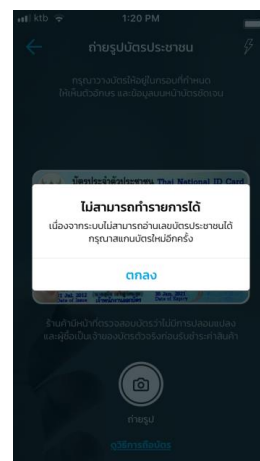 ktb 1:20 PM
ถ่ายรูปบัตรประชาชน
กรุณาวางบัตรให้อยู่ในกรอบที่กำหนด
ให้เห็นตัวอักษร และข้อมูลบนหน้าบัตรชัดเจน
บัตรประจำตัวประชาชน Thai National ID Card
ไม่สามารถทำรายการได้
เนื่องจากระบบไม่สามารถอ่านเลขบัตรประชาชนได้
กรุณาสแกนบัตรใหม่อีกครั้ง
ตกลง
ร้านค้ามีหน้าที่ตรวจสอบบัตรว่าไม่มีการปลอมแปลง
และผู้ซื้อเป็นเจ้าของบัตรตัวจริงก่อนรับชำระค่าสินค้า
ถ่ายรูป
ดูวิธีการถือบัตร